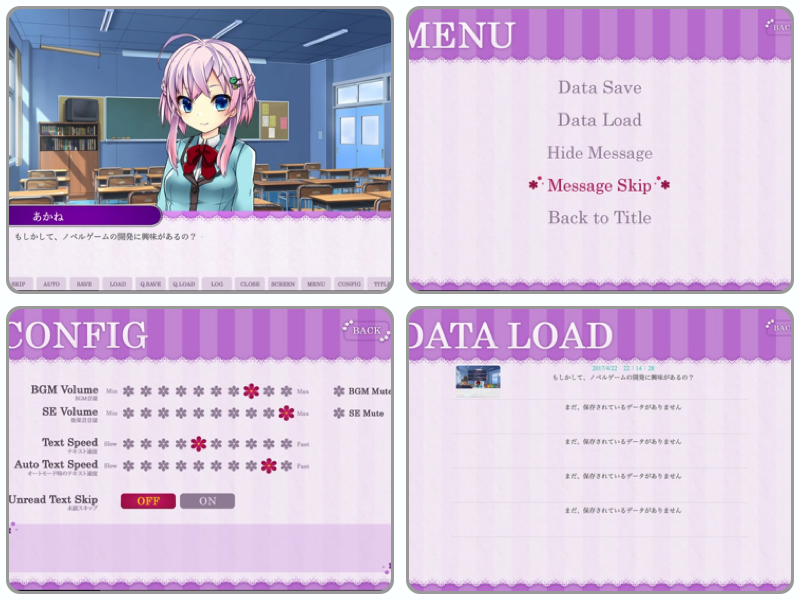 あかね
もしかして、ノベルゲームの開発に興味があるの？
SKIP AUTO SAVE LOAD Q.SAVE Q.LOAD LOG CLOSE SCREEN MENU CONFIG TITLE
MENU
BAC
Data Save
Data Load
Hide Message
Message Skip
Back to Title
CONFIG
BACK
BGM Volume Min Max BGM Mute
BGM音量
SE Volume Min Max SE Mute
効果音音量
Text Speed Slow Fast
テキスト速度
Auto Text Speed Slow Fast
オートモード時のテキスト速度
Unread Text Skip OFF ON
未読スキップ
DATA LOAD
BAC
2017/4/22 22：14：28
もしかして、ノベルゲームの開発に興味があるの？
まだ、保存されているデータがありません
まだ、保存されているデータがありません
まだ、保存されているデータがありません
まだ、保存されているデータがありません